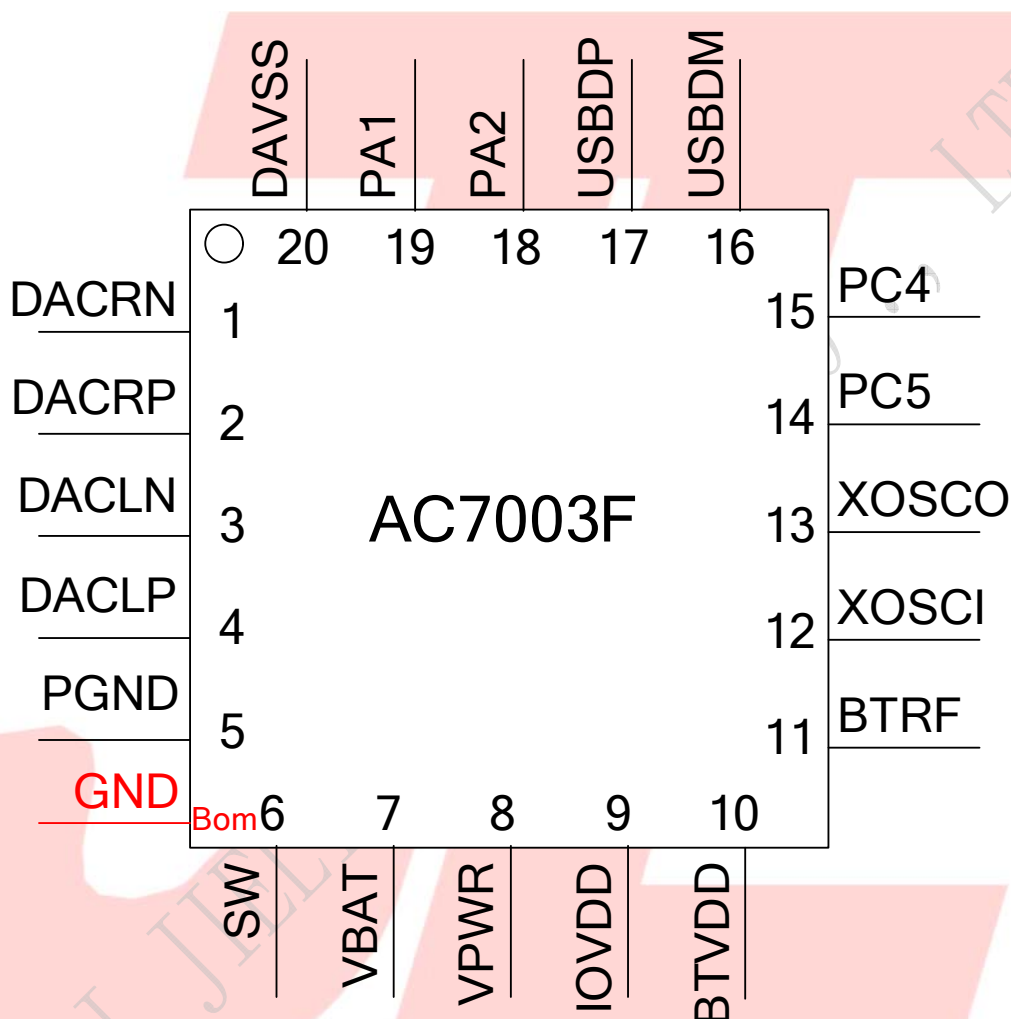 DAVSS
PA1
PA2
USBDP
USBDM
20
19
18
17
16
DACRN
1
DACRP
2
DACLN
3
DACLP
4
PGND
5
GND
Bom
AC7003F
15
PC4
14
PC5
13
XOSCO
12
XOSCI
11
BTRF
6
7
8
9
10
SW
VBAT
VPWR
IOVDD
BTVDD